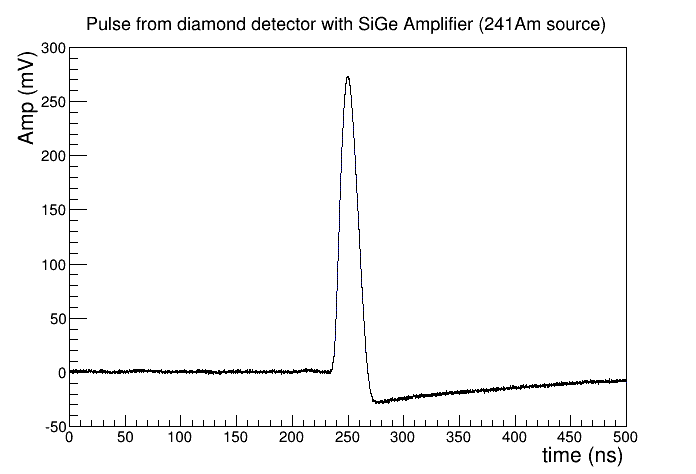 Pulse from diamond detector with SiGe Amplifier (241Am source)
Amp (mV)
300
250
200
150
100
50
0
-50
0 50 100 150 200 250 300 350 400 450 500
time (ns)